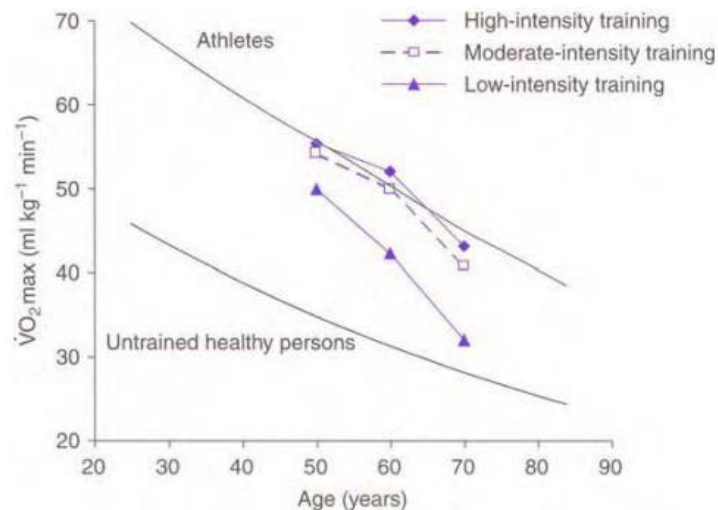 70
60
50
40
30
20
20 30 40 50 60 70 80 90
V̇O₂max (ml kg⁻¹ min⁻¹)
Age (years)
Athletes
Untrained healthy persons
High-intensity training
Moderate-intensity training
Low-intensity training